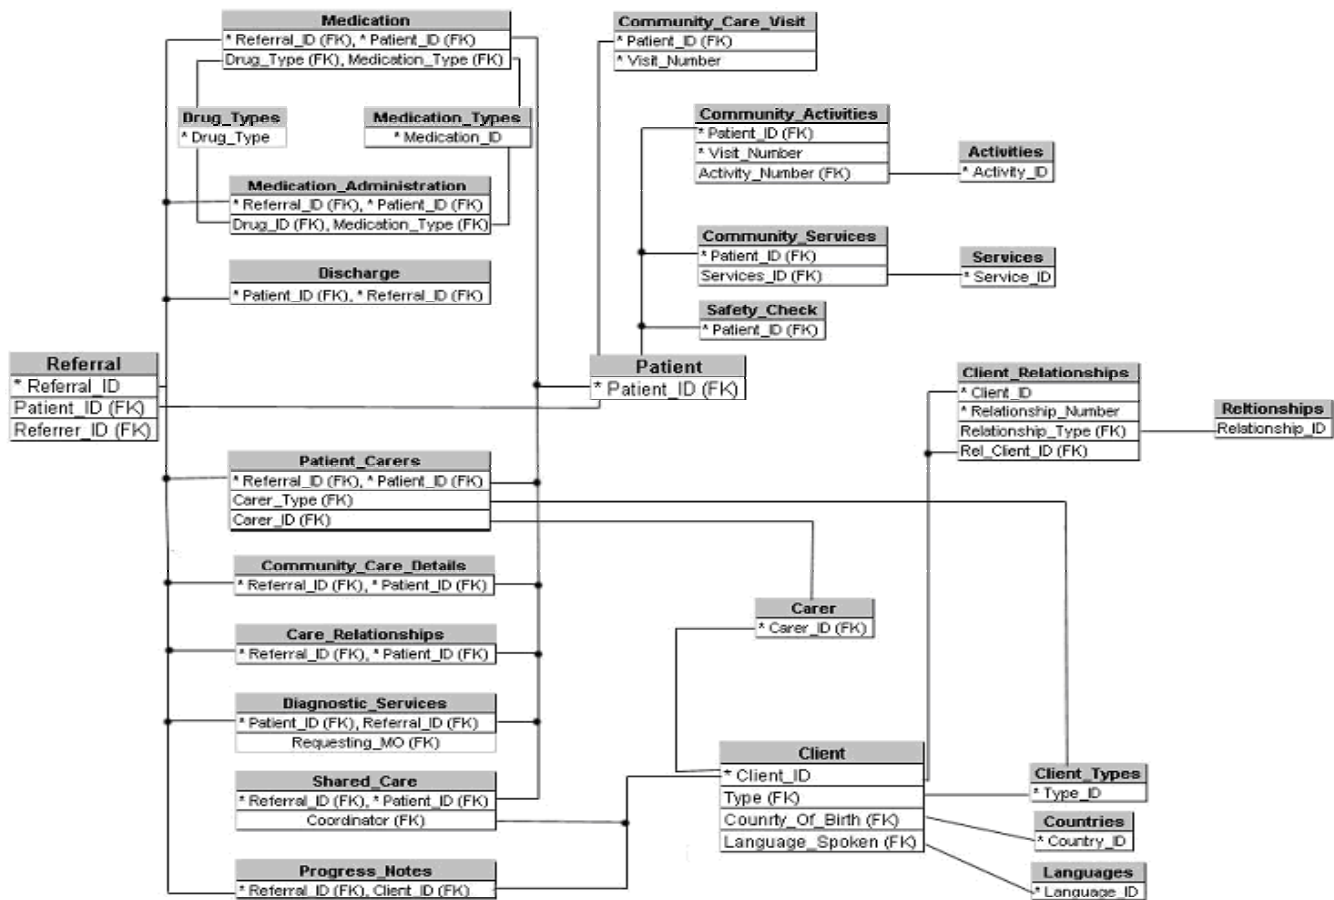 Medication
* Referral_ID (FK), * Patient_ID (FK)
Drug_Type (FK), Medication_Type (FK)
Drug_Types
* Drug_Type
Medication_Types
* Medication_ID
Medication_Administration
* Referral_ID (FK), * Patient_ID (FK)
Drug_ID (FK), Medication_Type (FK)
Discharge
* Patient_ID (FK), * Referral_ID (FK)
Referral
* Referral_ID
Patient_ID (FK)
Referrer_ID (FK)
Patient_Carers
* Referral_ID (FK), * Patient_ID (FK)
Carer_Type (FK)
Carer_ID (FK)
Community_Care_Details
* Referral_ID (FK), * Patient_ID (FK)
Care_Relationships
* Referral_ID (FK), * Patient_ID (FK)
Diagnostic_Services
* Patient_ID (FK), Referral_ID (FK)
Requesting_MO (FK)
Shared_Care
* Referral_ID (FK), * Patient_ID (FK)
Coordinator (FK)
Progress_Notes
* Referral_ID (FK), Client_ID (FK)
Community_Care_Visit
* Patient_ID (FK)
* Visit_Number
Community_Activities
* Patient_ID (FK)
* Visit_Number
Activity_Number (FK)
Activities
* Activity_ID
Community_Services
* Patient_ID (FK)
Services_ID (FK)
Services
* Service_ID
Safety_Check
* Patient_ID (FK)
Patient
* Patient_ID (FK)
Client_Relationships
* Client_ID
* Relationship_Number
Relationship_Type (FK)
Rel_Client_ID (FK)
Reltionships
Relationship_ID
Carer
* Carer_ID (FK)
Client
* Client_ID
Type (FK)
Counrty_Of_Birth (FK)
Language_Spoken (FK)
Client_Types
* Type_ID
Countries
* Country_ID
Languages
* Language_ID